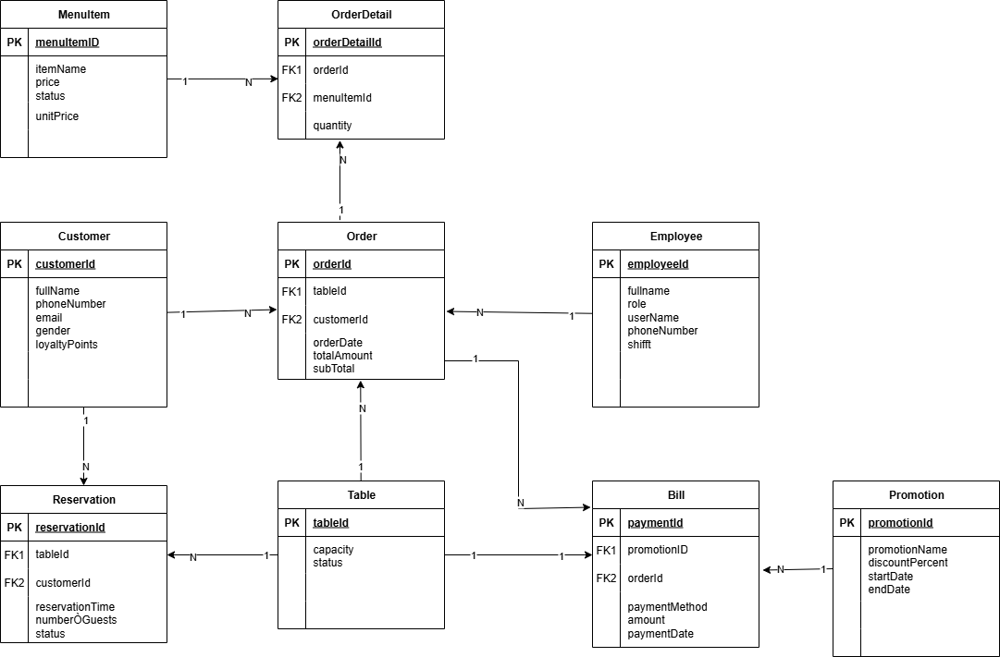 MenuItem
PK menuItemID
itemName
price
status
unitPrice
1 N
OrderDetail
PK orderDetailId
FK1 orderId
FK2 menuItemId
quantity
N
1
Customer
PK customerId
fullName
phoneNumber
email
gender
loyaltyPoints
1 N
Order
PK orderId
FK1 tableId
FK2 customerId
orderDate
totalAmount
subTotal
N 1
Employee
PK employeeId
fullname
role
userName
phoneNumber
shifft
1
N
N
1
1
N
Reservation
PK reservationId
FK1 tableId
FK2 customerId
reservationTime
numberÒGuests
status
N 1
Table
PK tableId
capacity
status
1 1
Bill
PK paymentId
FK1 promotionID
FK2 orderId
paymentMethod
amount
paymentDate
N 1
Promotion
PK promotionId
promotionName
discountPercent
startDate
endDate